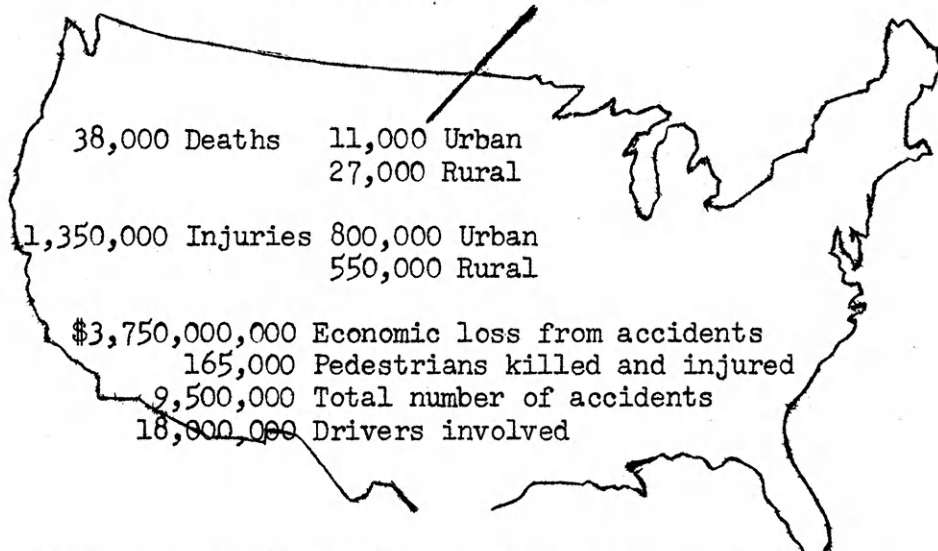 38,000 Deaths 11,000 Urban
27,000 Rural
1,350,000 Injuries 800,000 Urban
550,000 Rural
$3,750,000,000 Economic loss from accidents
165,000 Pedestrians killed and injured
9,500,000 Total number of accidents
18,000,000 Drivers involved